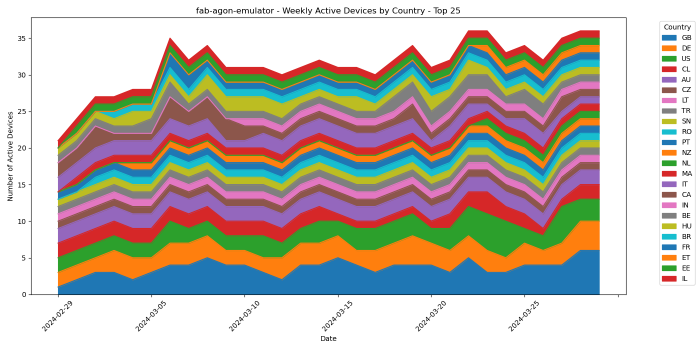 fab-agon-emulator - Weekly Active Devices by Country - Top 25
Number of Active Devices
35
30
25
20
15
10
5
0
2024-02-29
2024-03-05
2024-03-10
2024-03-15
2024-03-20
2024-03-25
Date
Country
GB
DE
US
CL
AU
CZ
LT
TR
SN
RO
PT
NZ
NL
MA
IT
CA
IN
BE
HU
BR
FR
ET
EE
IL